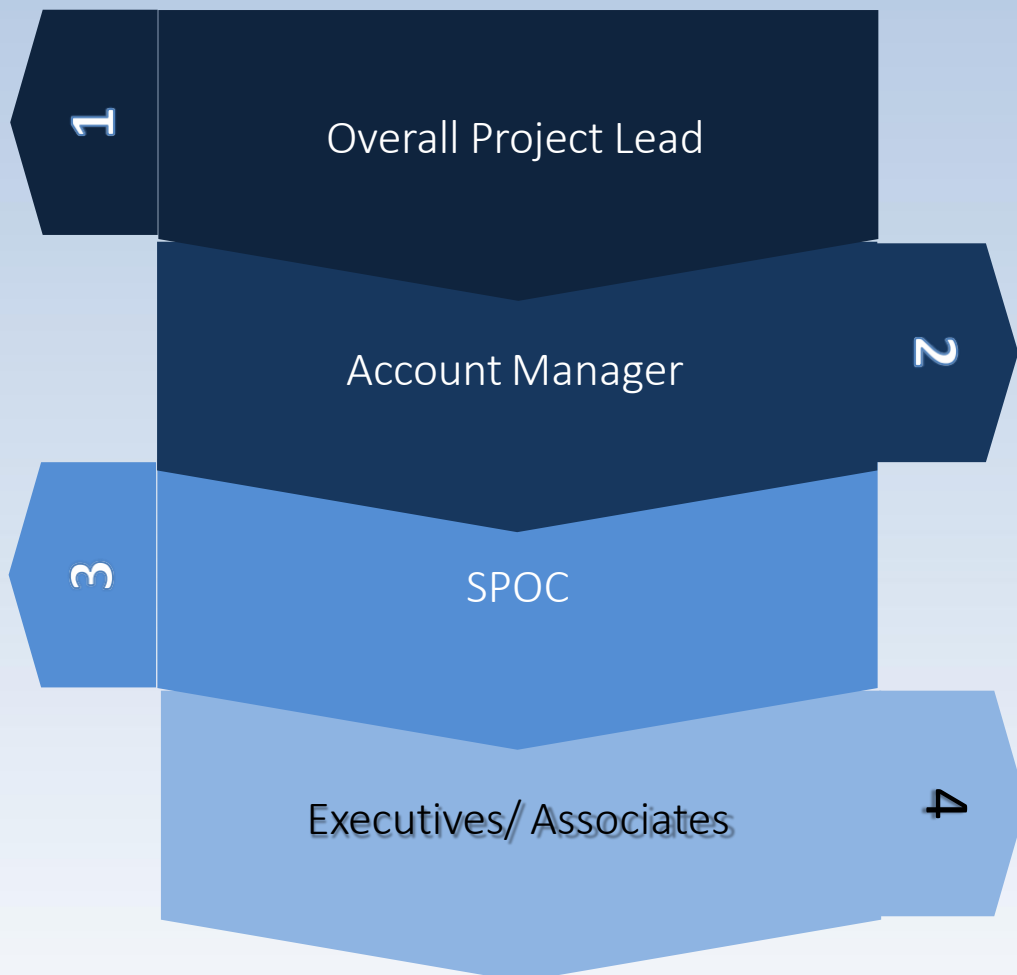 1
Overall Project Lead
Account Manager
2
3
SPOC
Executives/ Associates
4